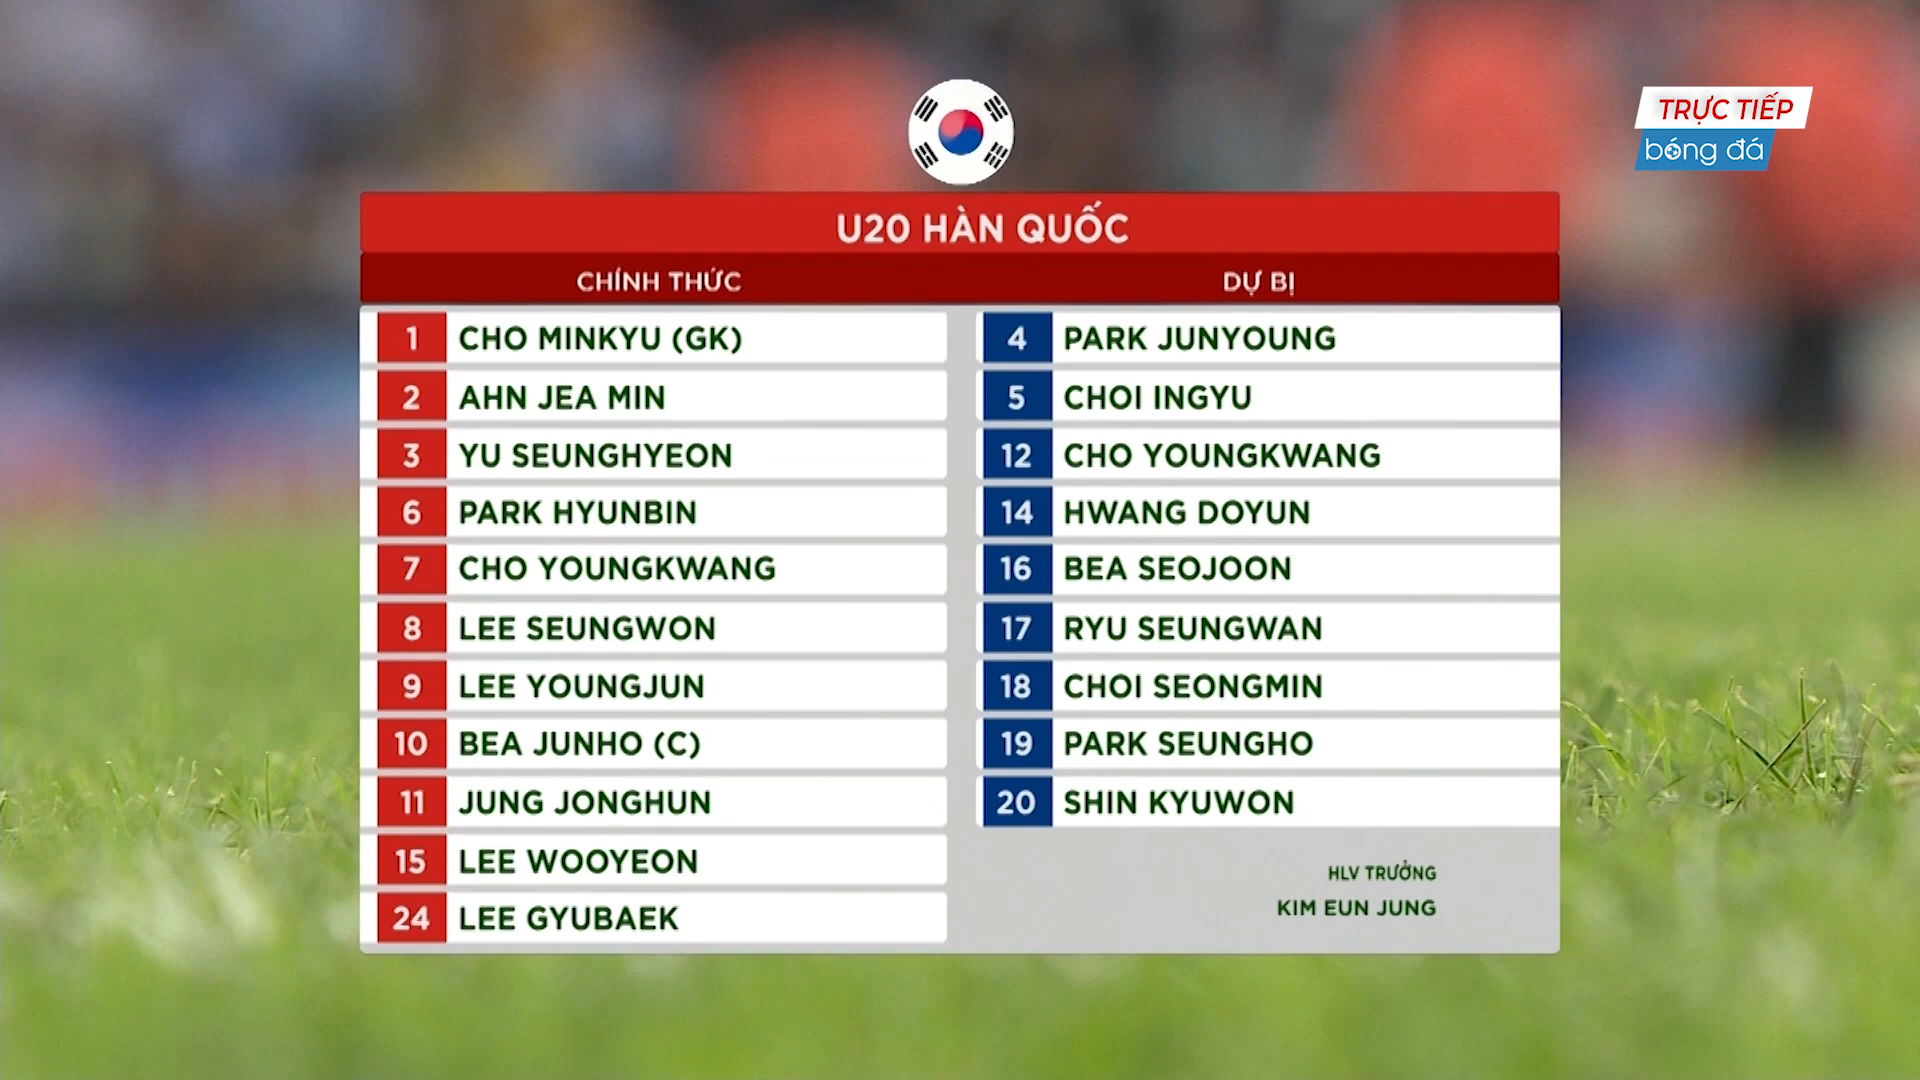 TRỰC TIẾP
bóng đá
U20 HÀN QUỐC
CHÍNH THỨC
1 CHO MINKYU (GK)
2 AHN JEA MIN
3 YU SEUNGHYEON
6 PARK HYUNBIN
7 CHO YOUNGKWANG
8 LEE SEUNGWON
9 LEE YOUNGJUN
10 BEA JUNHO (C)
11 JUNG JONGHUN
15 LEE WOOYEON
24 LEE GYUBAEK
DỰ BỊ
4 PARK JUNYOUNG
5 CHOI INGYU
12 CHO YOUNGKWANG
14 HWANG DOYUN
16 BEA SEOJOON
17 RYU SEUNGWAN
18 CHOI SEONGMIN
19 PARK SEUNGHO
20 SHIN KYUWON
HLV TRƯỞNG
KIM EUN JUNG